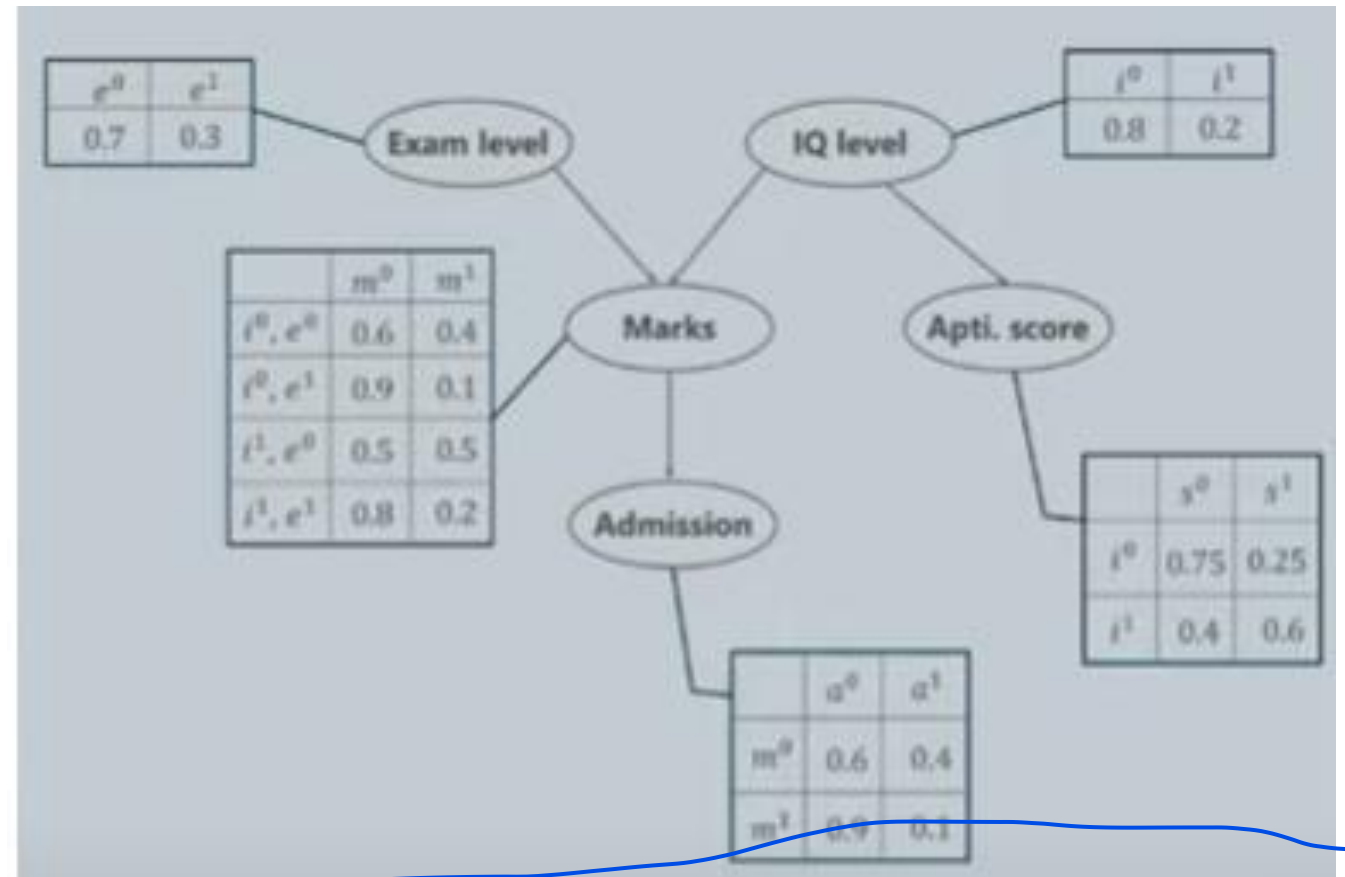 e⁰ e¹
0.7 0.3
Exam level
IQ level
i⁰ i¹
0.8 0.2
m⁰ m¹
i⁰, e⁰ 0.6 0.4
i⁰, e¹ 0.9 0.1
i¹, e⁰ 0.5 0.5
i¹, e¹ 0.8 0.2
Marks
Apti. score
Admission
s⁰ s¹
i⁰ 0.75 0.25
i¹ 0.4 0.6
a⁰ a¹
m⁰ 0.6 0.4
m¹ 0.9 0.1